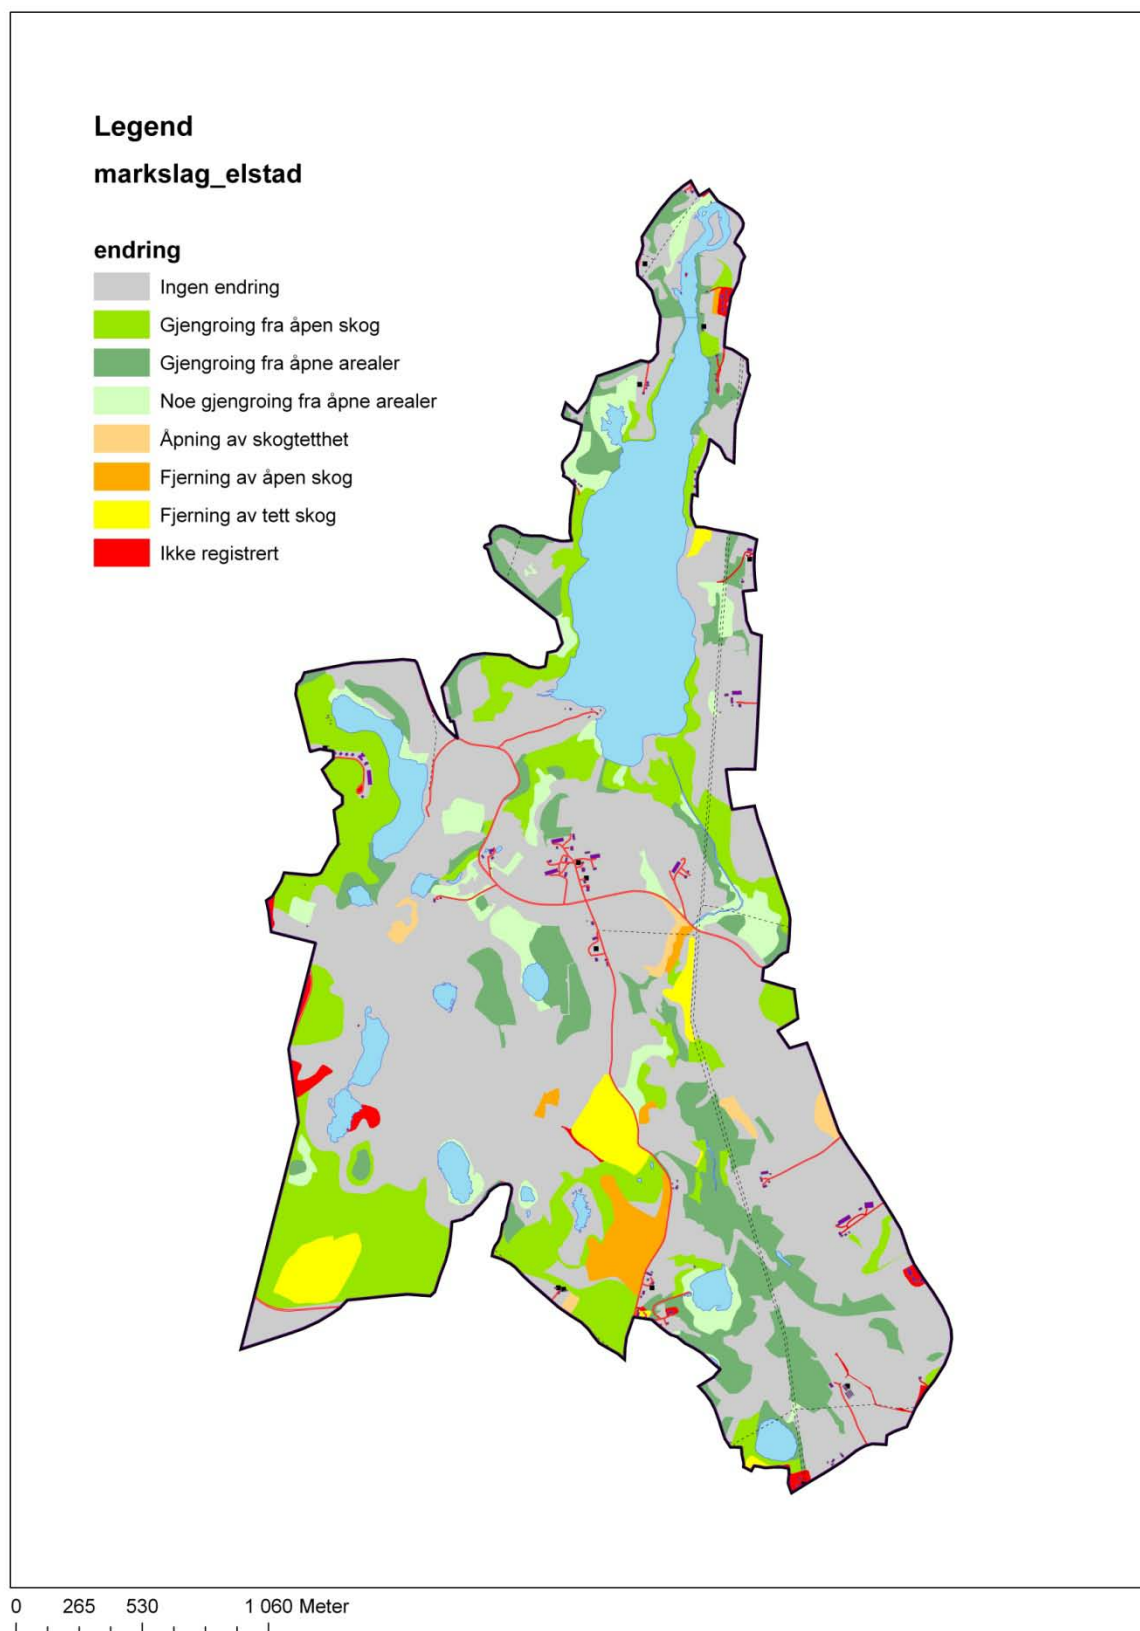 Legend
markslag_elstad
endring
Ingen endring
Gjengroing fra åpen skog
Gjengroing fra åpne arealer
Noe gjengroing fra åpne arealer
Åpning av skogtetthet
Fjerning av åpen skog
Fjerning av tett skog
Ikke registrert
0 265 530 1 060 Meter